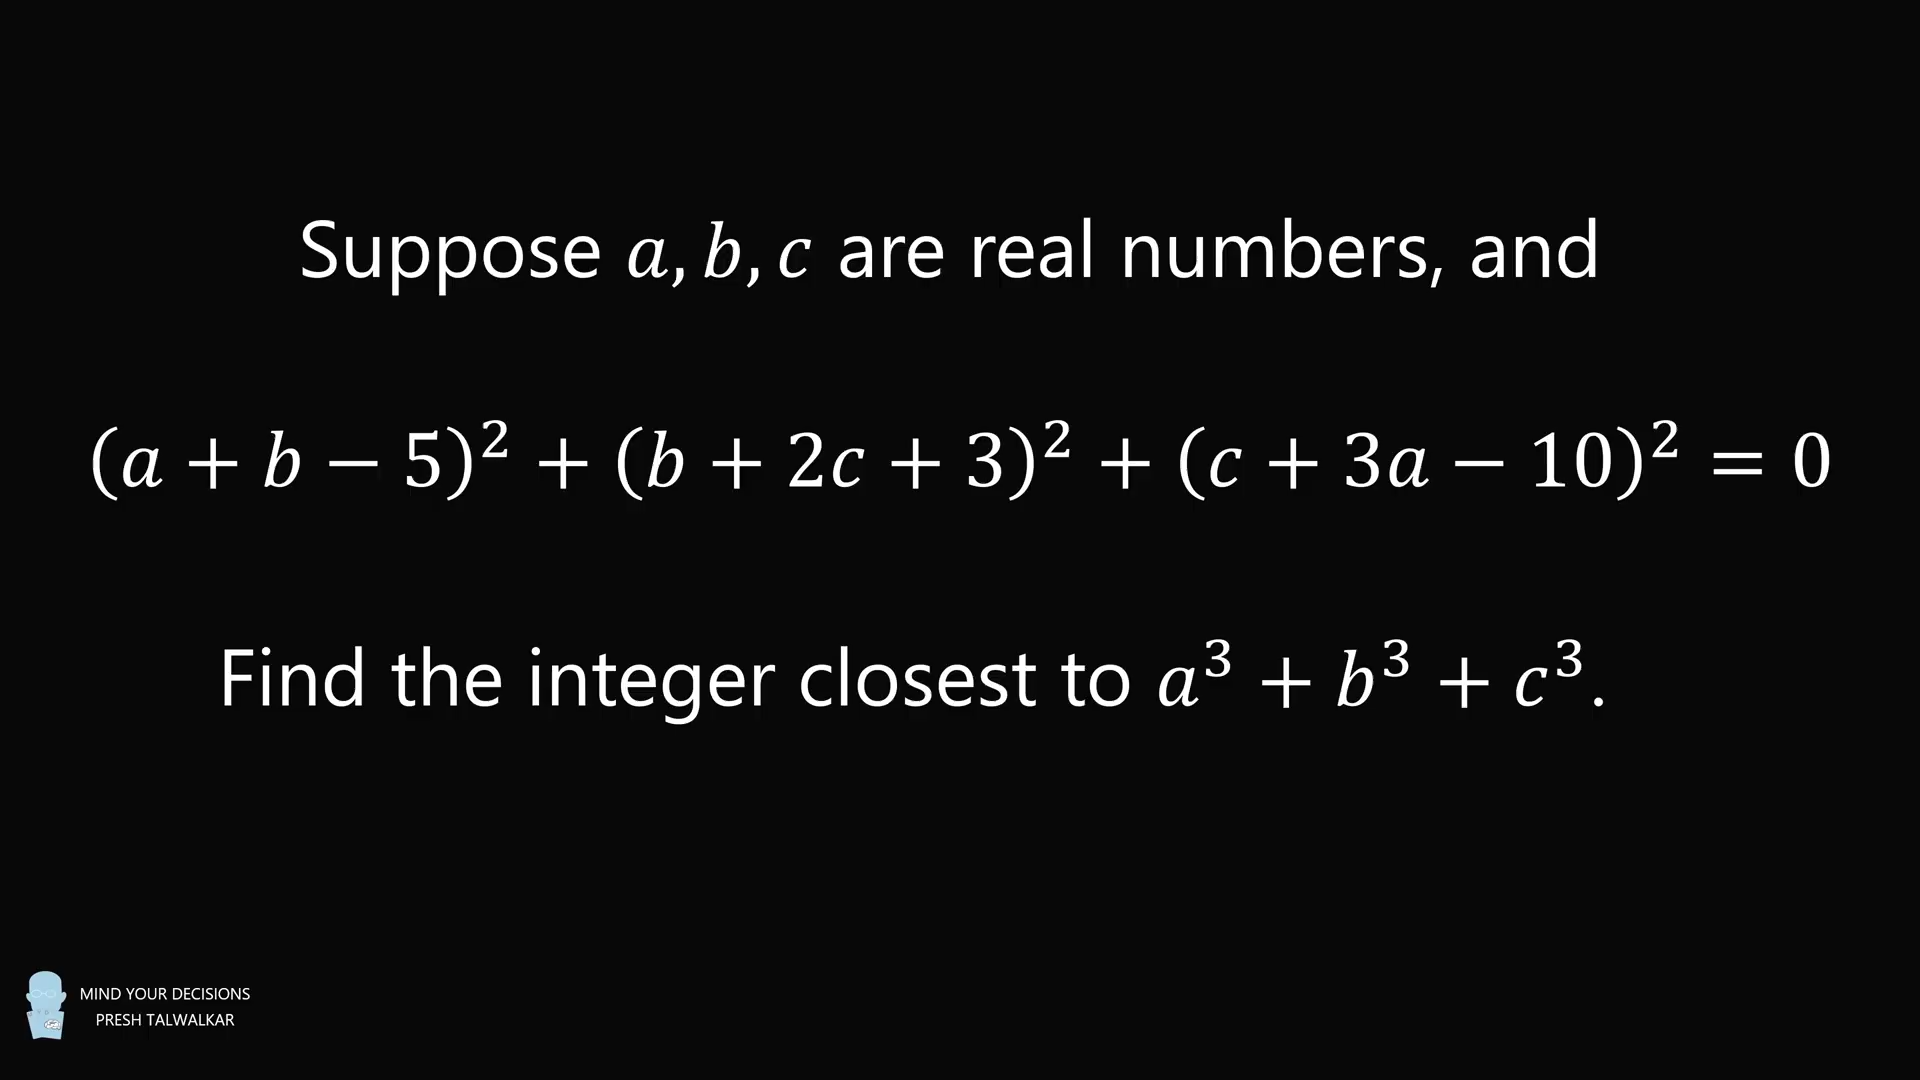 Suppose 𝑎, 𝑏, 𝑐 are real numbers, and
(𝑎 + 𝑏 − 5)² + (𝑏 + 2𝑐 + 3)² + (𝑐 + 3𝑎 − 10)² = 0
Find the integer closest to 𝑎³ + 𝑏³ + 𝑐³.
MIND YOUR DECISIONS
PRESH TALWALKAR